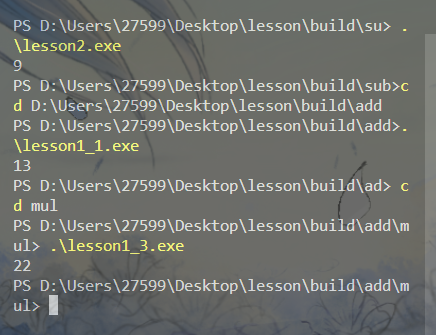 PS D:\Users\27599\Desktop\lesson\build\su> .
\lesson2.exe
9
PS D:\Users\27599\Desktop\lesson\build\sub>c
d D:\Users\27599\Desktop\lesson\build\add
PS D:\Users\27599\Desktop\lesson\build\add>.
\lesson1_1.exe
13
PS D:\Users\27599\Desktop\lesson\build\ad> c
d mul
PS D:\Users\27599\Desktop\lesson\build\add\m
ul> .\lesson1_3.exe
22
PS D:\Users\27599\Desktop\lesson\build\add\m
ul>